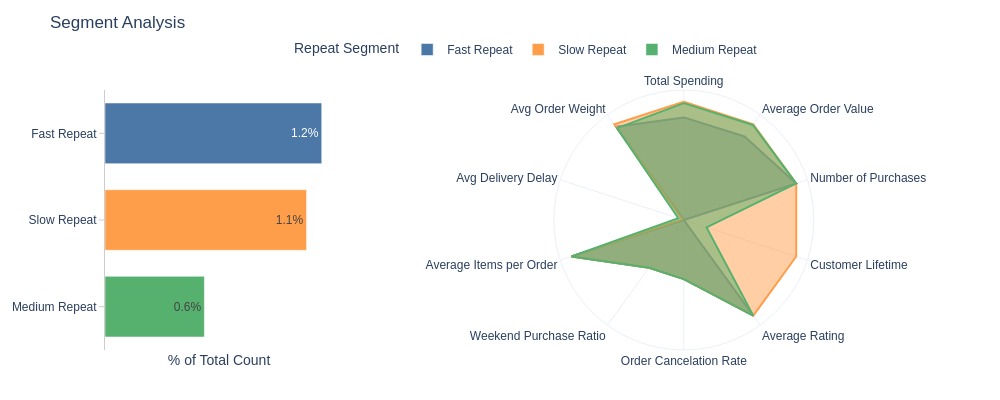 Segment Analysis
Repeat Segment Fast Repeat Slow Repeat Medium Repeat
Fast Repeat
1.2%
Slow Repeat
1.1%
Medium Repeat
0.6%
% of Total Count
Total Spending
Average Order Value
Number of Purchases
Customer Lifetime
Average Rating
Order Cancelation Rate
Weekend Purchase Ratio
Average Items per Order
Avg Delivery Delay
Avg Order Weight